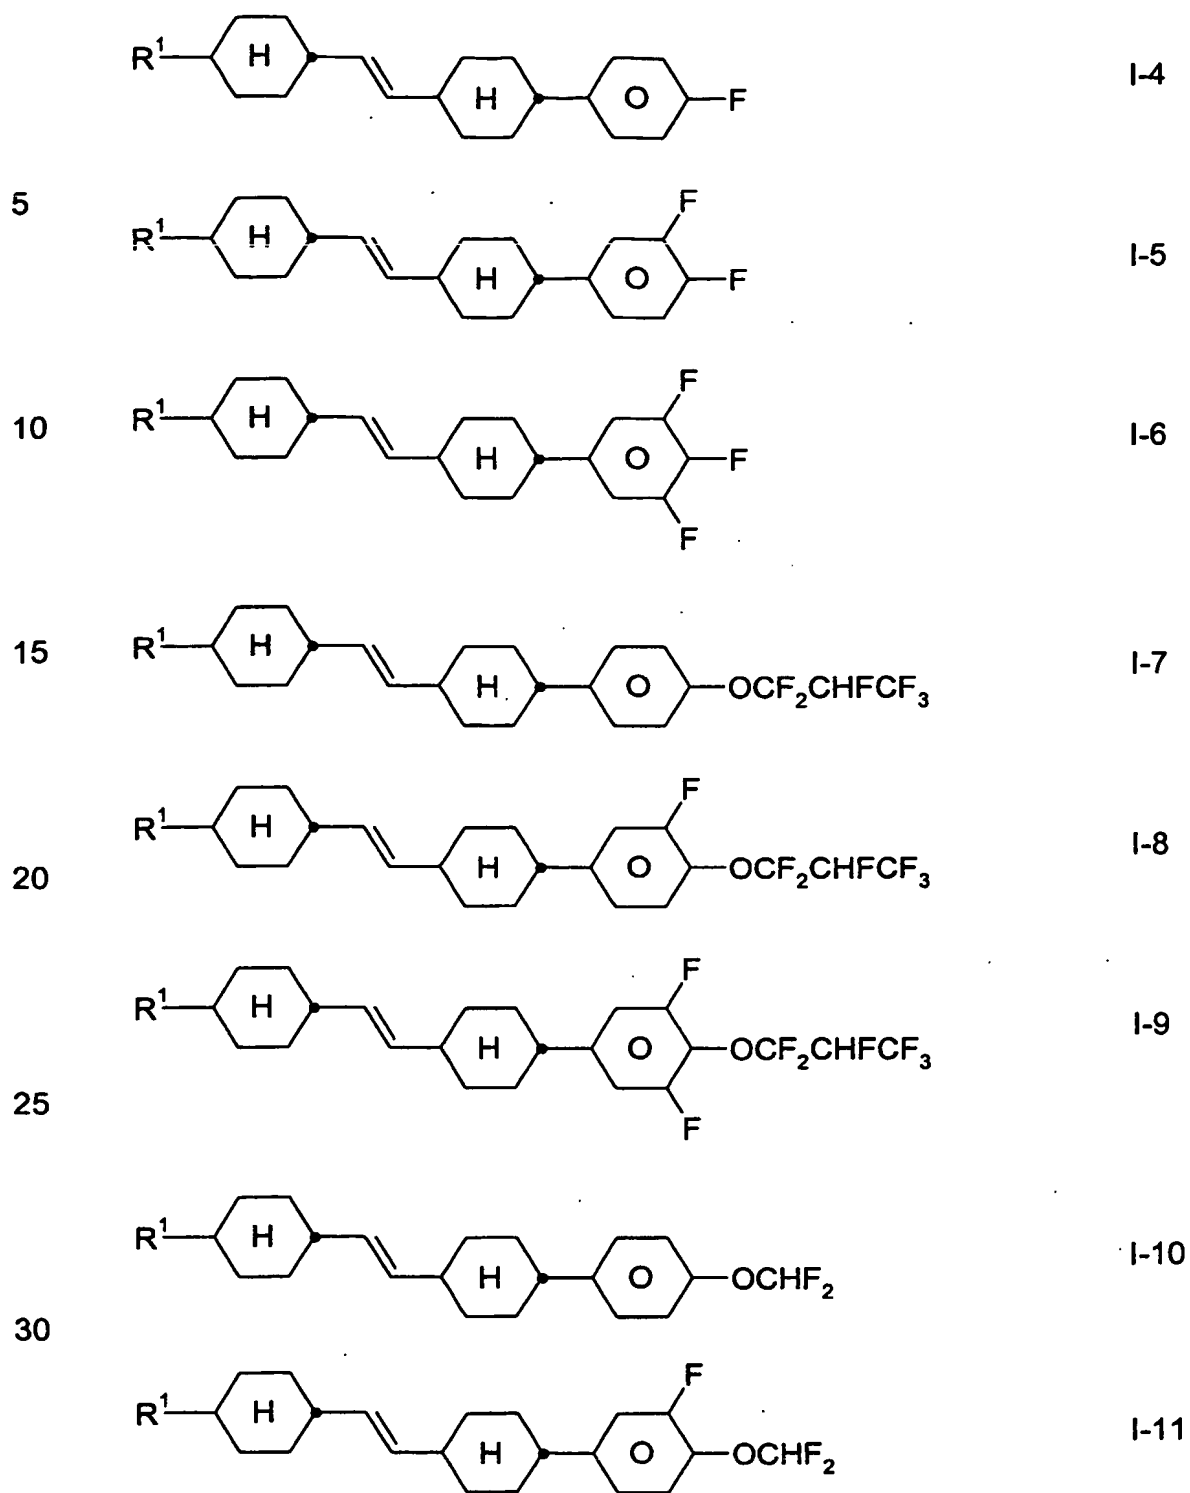 R¹ H H O F I-4
5
R¹ H H O F F I-5
10
R¹ H H O F F F I-6
15
R¹ H H O OCF₂CHFCF₃ I-7
20
R¹ H H O F OCF₂CHFCF₃ I-8
25
R¹ H H O F OCF₂CHFCF₃ F I-9
R¹ H H O OCHF₂ I-10
30
R¹ H H O F OCHF₂ I-11